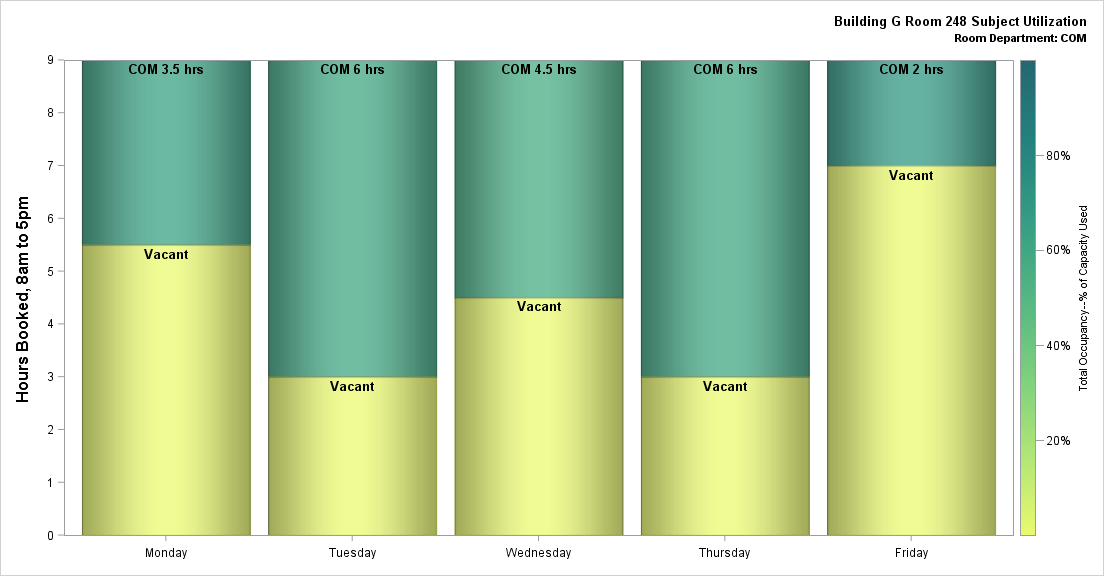 Building G Room 248 Subject Utilization
Room Department: COM
Hours Booked, 8am to 5pm
9
8
7
6
5
4
3
2
1
0
COM 3.5 hrs
COM 6 hrs
COM 4.5 hrs
COM 6 hrs
COM 2 hrs
Vacant
Vacant
Vacant
Vacant
Vacant
Monday
Tuesday
Wednesday
Thursday
Friday
80%
60%
40%
20%
Total Occupancy--% of Capacity Used